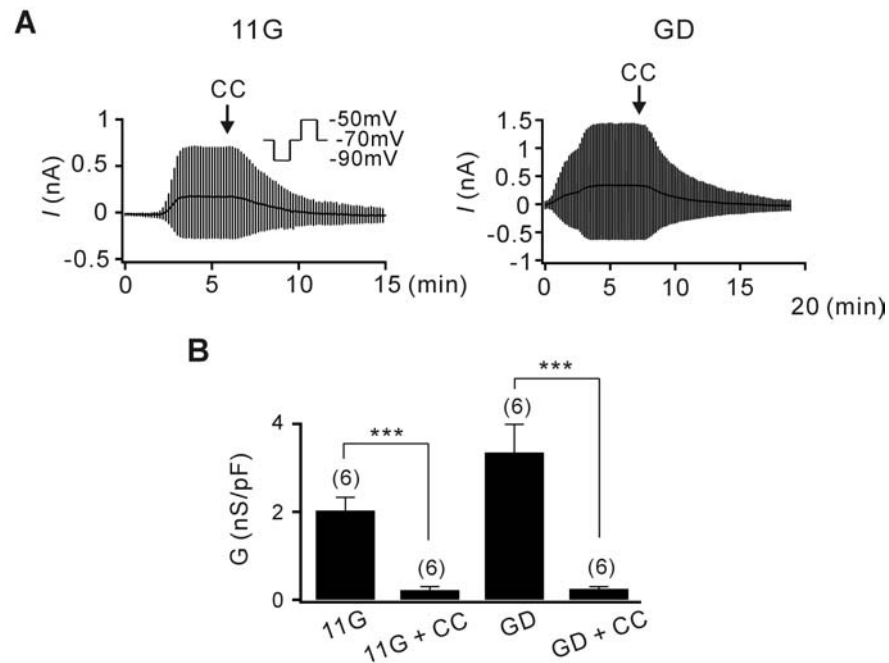 A
11G
GD
CC
CC
-50mV
-70mV
-90mV
I (nA)
1
0.5
0
-0.5
0 5 10 15 (min)
I (nA)
1.5
1
0.5
0
-0.5
-1
0 5 10 15
20 (min)
B
G (nS/pF)
4
2
0
***
***
(6)
(6)
(6)
(6)
11G
11G + CC
GD
GD + CC